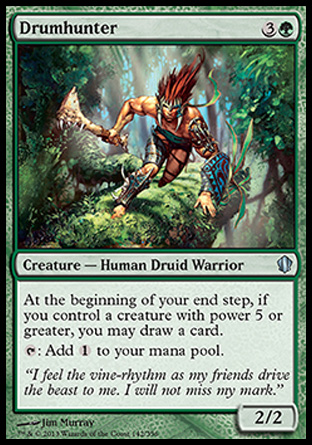 Drumhunter 3
Creature — Human Druid Warrior
At the beginning of your end step, if
you control a creature with power 5 or
greater, you may draw a card.
: Add 1 to your mana pool.
"I feel the vine-rhythm as my friends drive
the beast to me. I will not miss my mark."
Jim Murray
2/2